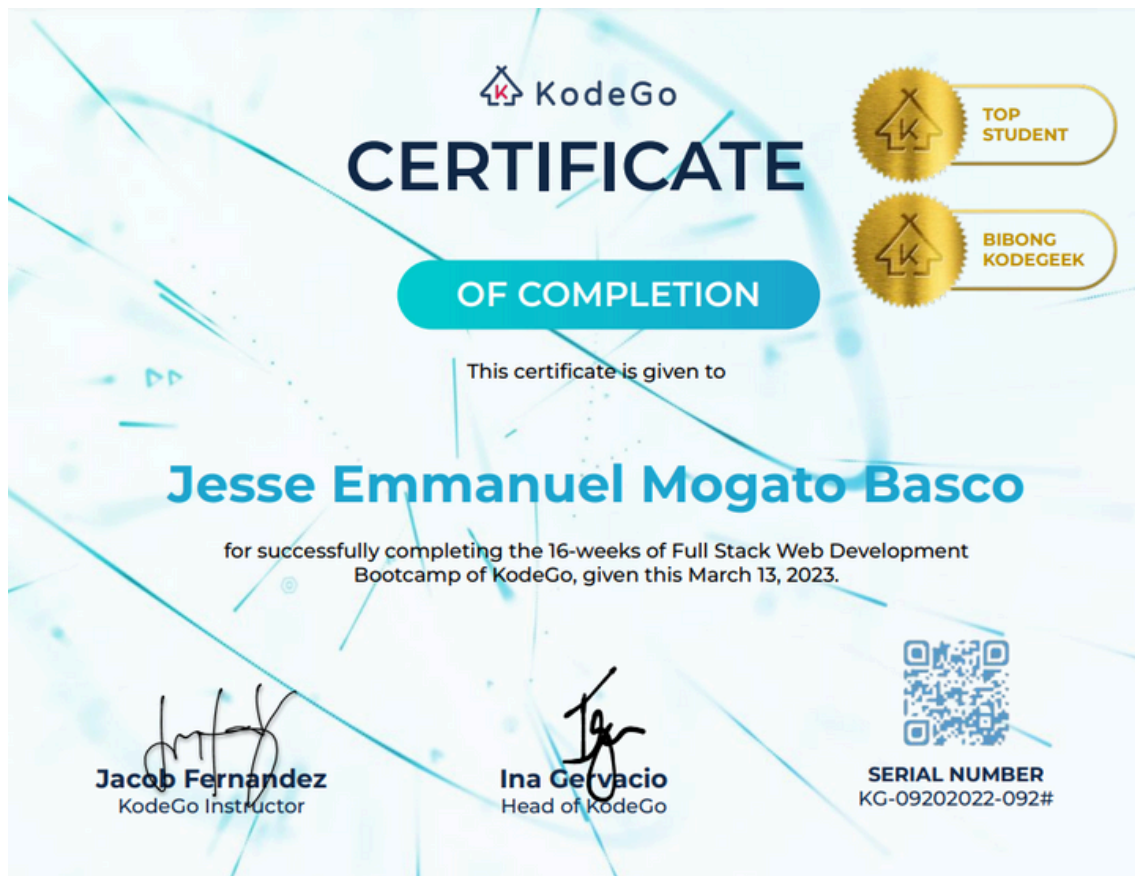 KodeGo
CERTIFICATE
TOP
STUDENT
BIBONG
KODEGEEK
OF COMPLETION
This certificate is given to
Jesse Emmanuel Mogato Basco
for successfully completing the 16-weeks of Full Stack Web Development
Bootcamp of KodeGo, given this March 13, 2023.
Jacob Fernandez
KodeGo Instructor
Ina Gervacio
Head of KodeGo
SERIAL NUMBER
KG-09202022-092#